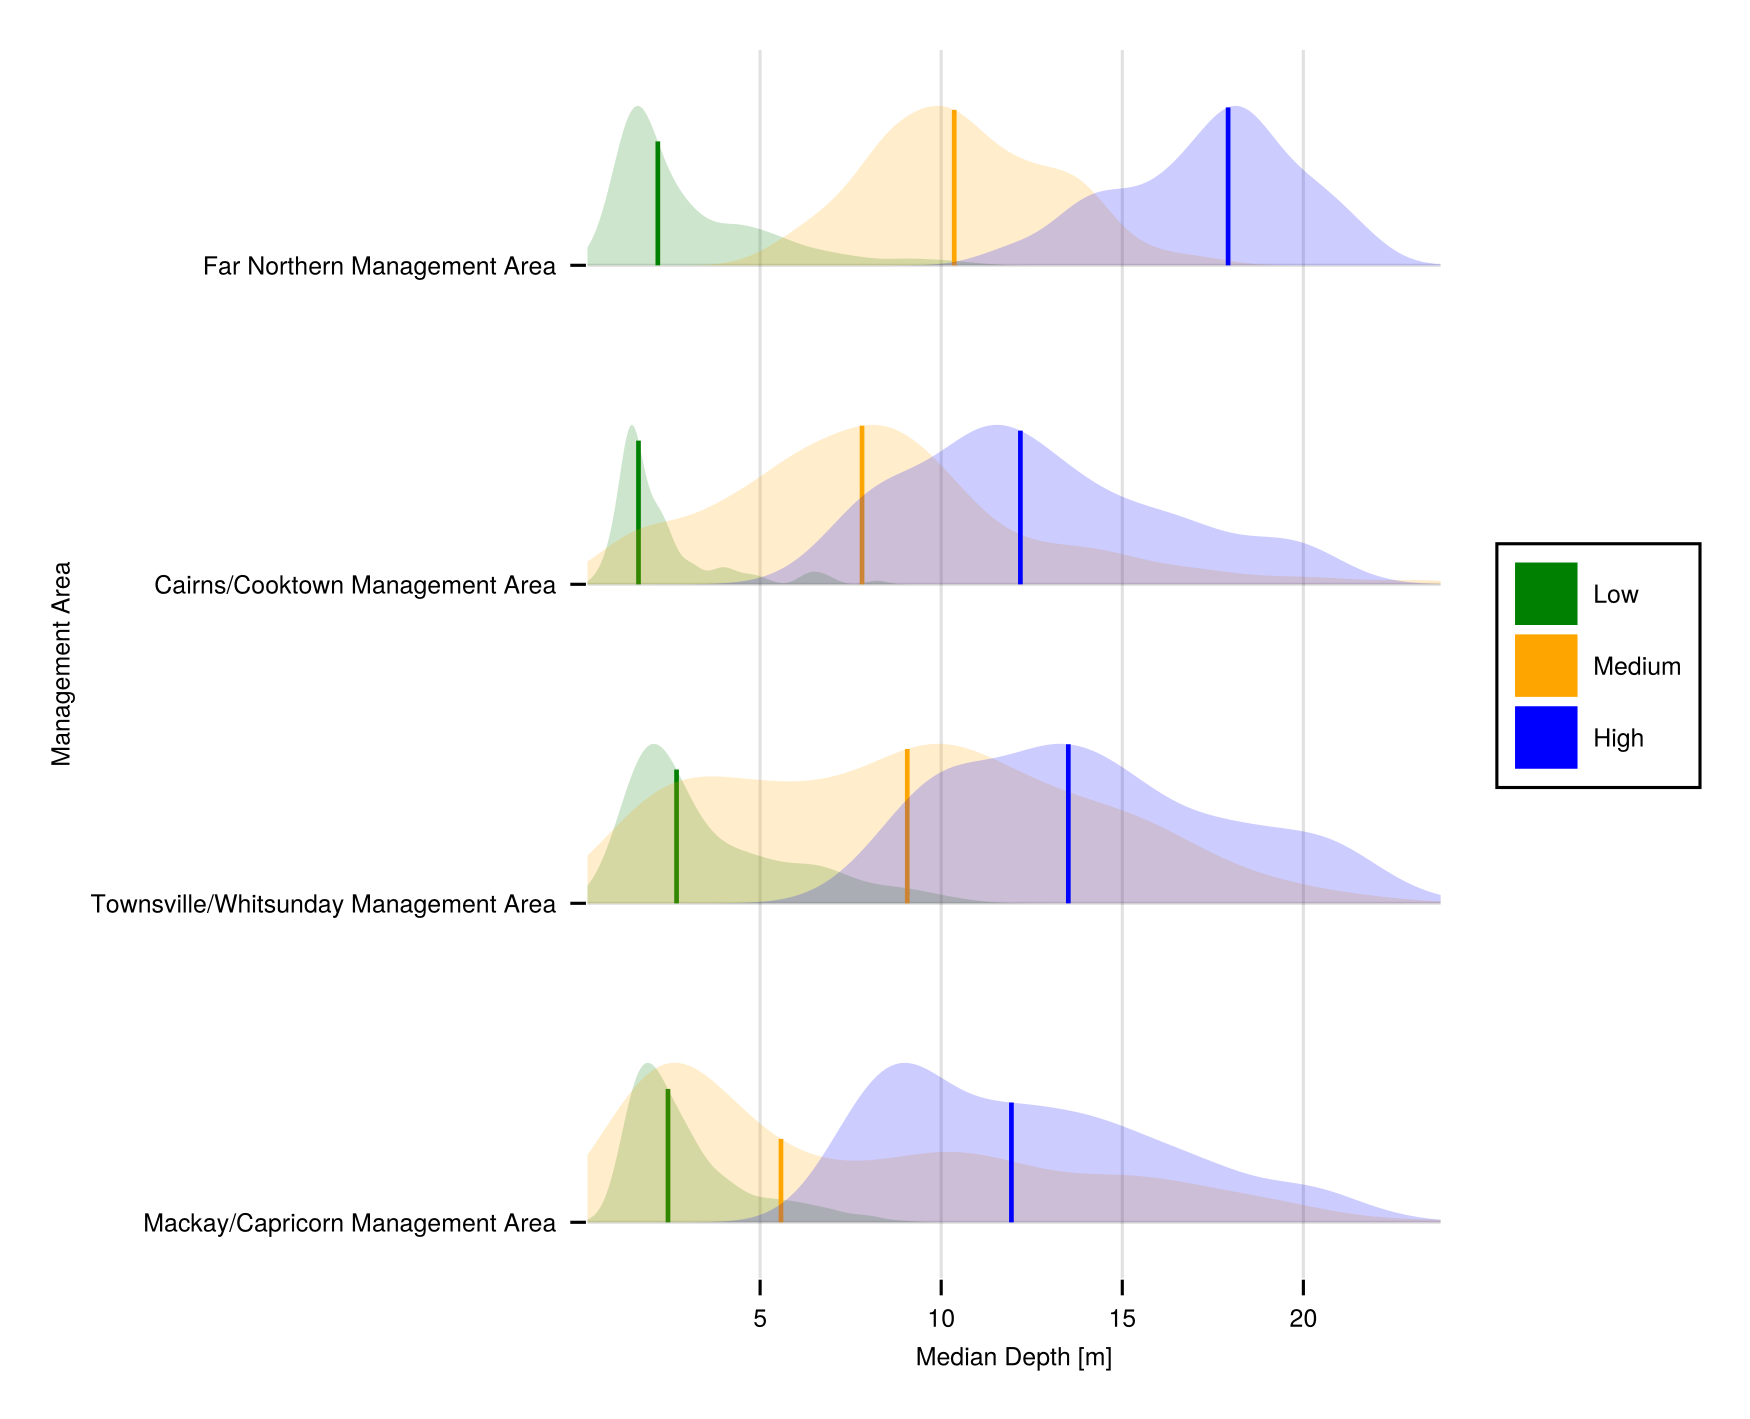 Far Northern Management Area
Cairns/Cooktown Management Area
Townsville/Whitsunday Management Area
Mackay/Capricorn Management Area
Management Area
5 10 15 20
Median Depth [m]
Low
Medium
High